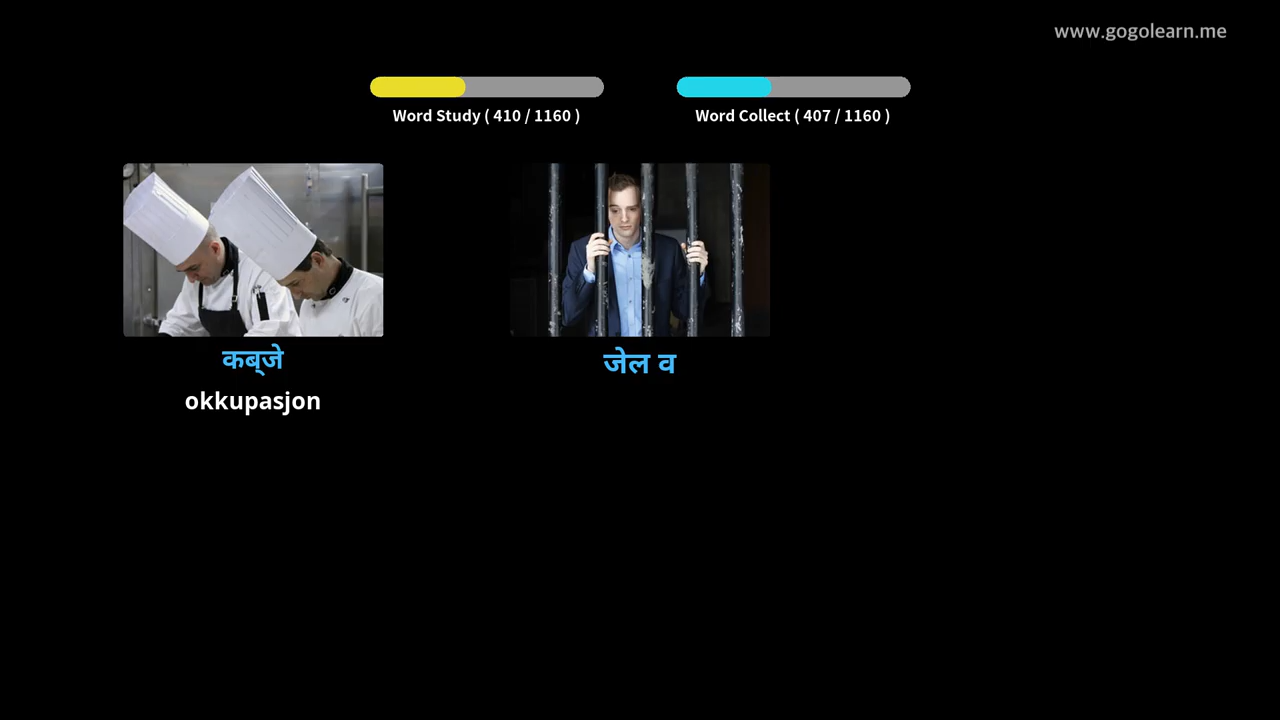 www.gogolearn.me
Word Study ( 410 / 1160 )
Word Collect ( 407 / 1160 )
कब्जे
okkupasjon
जेल व